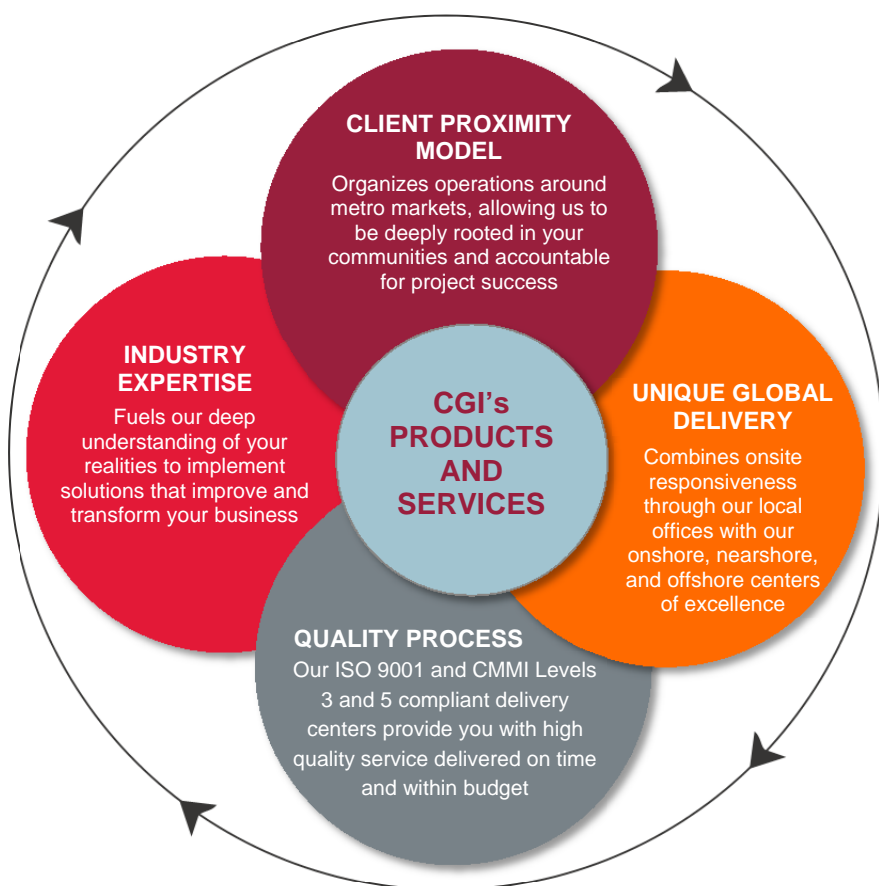 CLIENT PROXIMITY
MODEL
Organizes operations around
metro markets, allowing us to
be deeply rooted in your
communities and accountable
for project success
INDUSTRY
EXPERTISE
Fuels our deep
understanding of your
realities to implement
solutions that improve and
transform your business
CGI's
PRODUCTS
AND
SERVICES
UNIQUE GLOBAL
DELIVERY
Combines onsite
responsiveness
through our local
offices with our
onshore, nearshore,
and offshore centers
of excellence
QUALITY PROCESS
Our ISO 9001 and CMMI Levels
3 and 5 compliant delivery
centers provide you with high
quality service delivered on time
and within budget